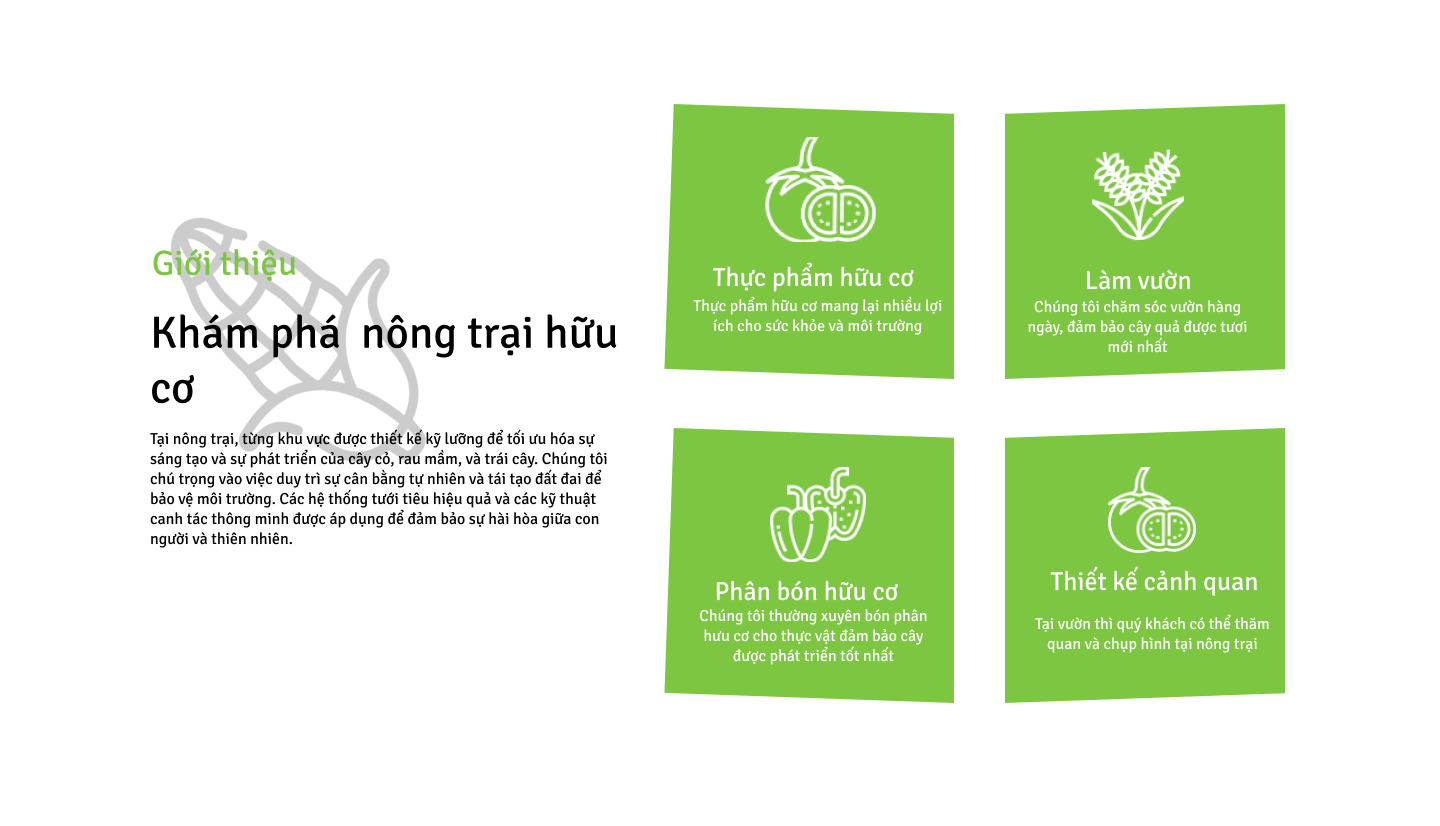 Giới thiệu
Khám phá  nông trại hữu
cơ
Tại nông trại, từng khu vực được thiết kế kỹ lưỡng để tối ưu hóa sự
sáng tạo và sự phát triển của cây cỏ, rau mầm, và trái cây. Chúng tôi
chú trọng vào việc duy trì sự cân bằng tự nhiên và tái tạo đất đai để
bảo vệ môi trường. Các hệ thống tưới tiêu hiệu quả và các kỹ thuật
canh tác thông minh được áp dụng để đảm bảo sự hài hòa giữa con
người và thiên nhiên.
Thực phẩm hữu cơ
Thực phẩm hữu cơ mang lại nhiều lợi
ích cho sức khỏe và môi trường
Làm vườn
Chúng tôi chăm sóc vườn hàng
ngày, đảm bảo cây quả được tươi
mới nhất
Phân bón hữu cơ
Chúng tôi thường xuyên bón phân
hưu cơ cho thực vật đảm bảo cây
được phát triển tốt nhất
Thiết kế cảnh quan
Tại vườn thì quý khách có thể thăm
quan và chụp hình tại nông trại